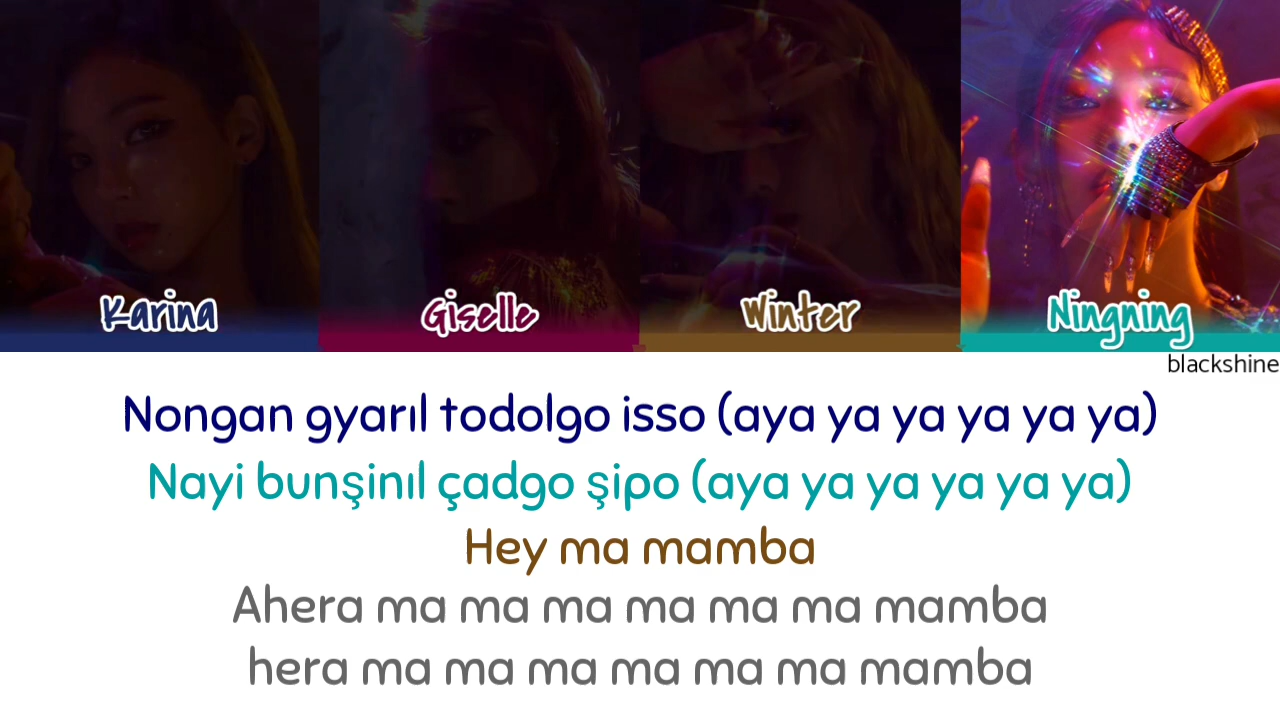 Karina
Giselle
Winter
Ningning
blackshine
Nongan gyarıl todolgo isso (aya ya ya ya ya ya)
Nayi bunşinıl çadgo şipo (aya ya ya ya ya ya)
Hey ma mamba
Ahera ma ma ma ma ma ma mamba
hera ma ma ma ma ma ma mamba